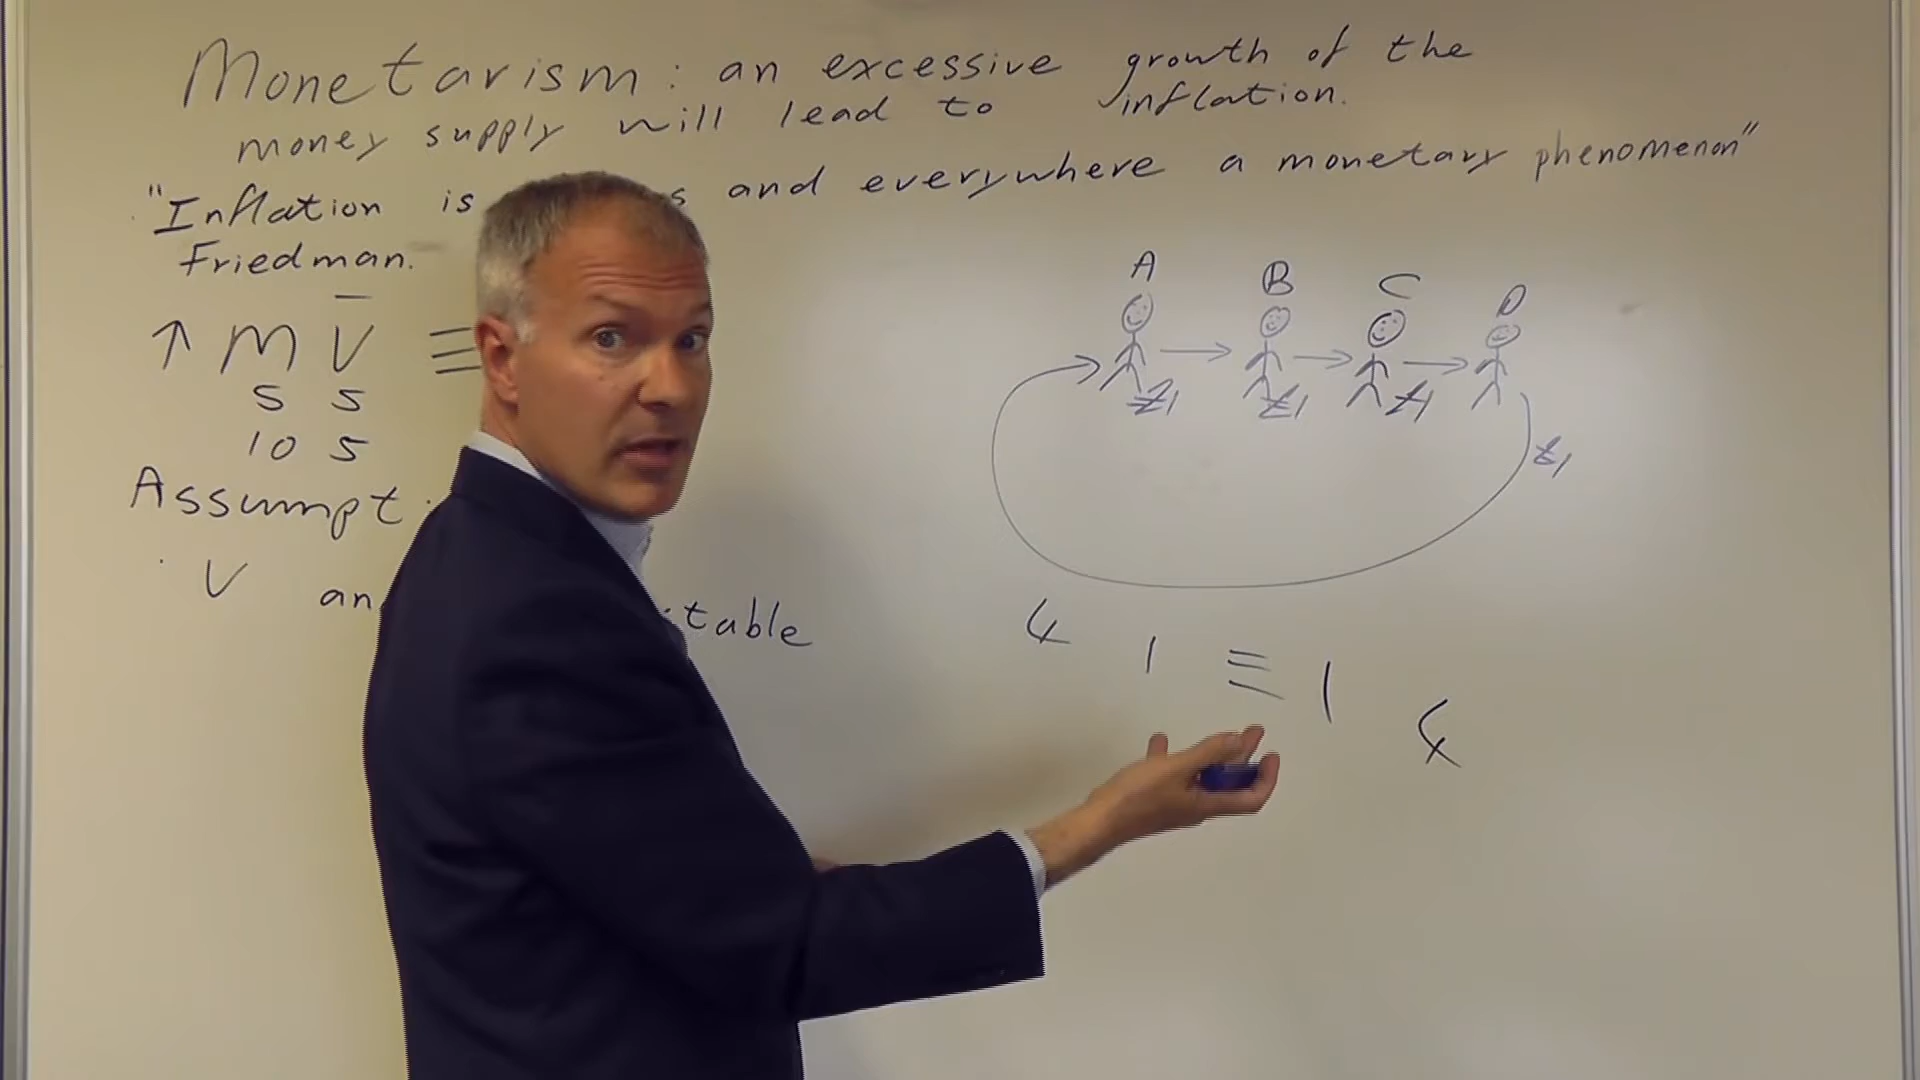 Monetarism: an excessive growth of the
money supply will lead to inflation.
"Inflation is s and everywhere a monetary phenomenon"
Friedman.
↑ M V̅ ≡
5 5
10 5
Assumpt
· V an table
A B C D
£1 £1 £1
£1
4 1 ≡ 1 4